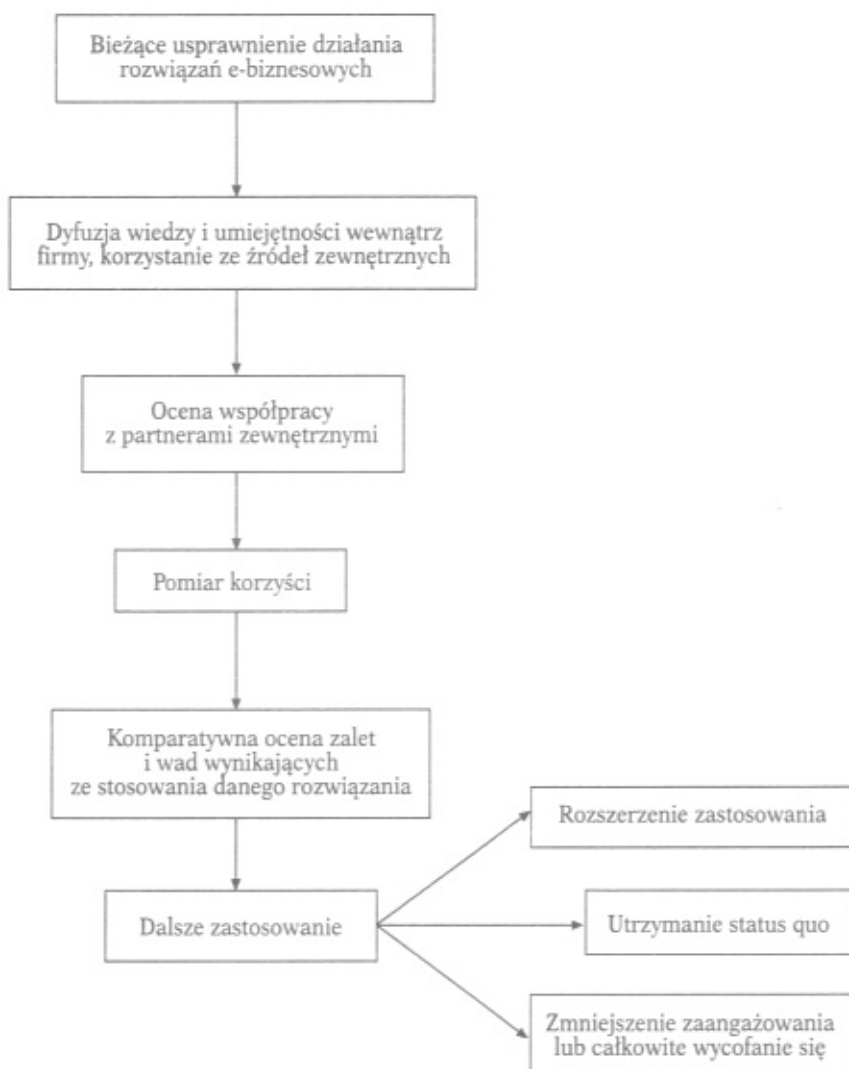 Bieżące usprawnienie działania
rozwiązań e-biznesowych
Dyfuzja wiedzy i umiejętności wewnątrz
firmy, korzystanie ze źródeł zewnętrznych
Ocena współpracy
z partnerami zewnętrznymi
Pomiar korzyści
Komparatywna ocena zalet
i wad wynikających
ze stosowania danego rozwiązania
Dalsze zastosowanie
Rozszerzenie zastosowania
Utrzymanie status quo
Zmniejszenie zaangażowania
lub całkowite wycofanie się